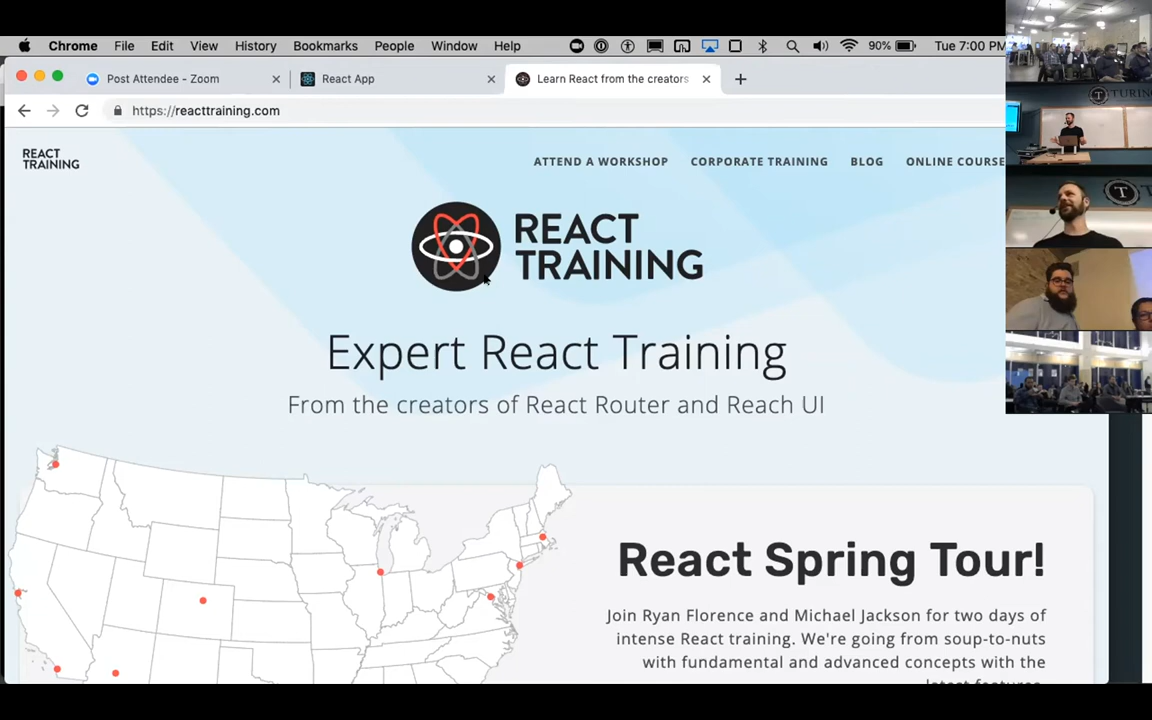 Chrome File Edit View History Bookmarks People Window Help 90% Tue 7:00 PM
Post Attendee - Zoom
React App
Learn React from the creators
https://reacttraining.com
REACT
TRAINING
ATTEND A WORKSHOP CORPORATE TRAINING BLOG ONLINE COURSE
REACT
TRAINING
Expert React Training
From the creators of React Router and Reach UI
React Spring Tour!
Join Ryan Florence and Michael Jackson for two days of
intense React training. We're going from soup-to-nuts
with fundamental and advanced concepts with the
latest features.
T TURIN
T